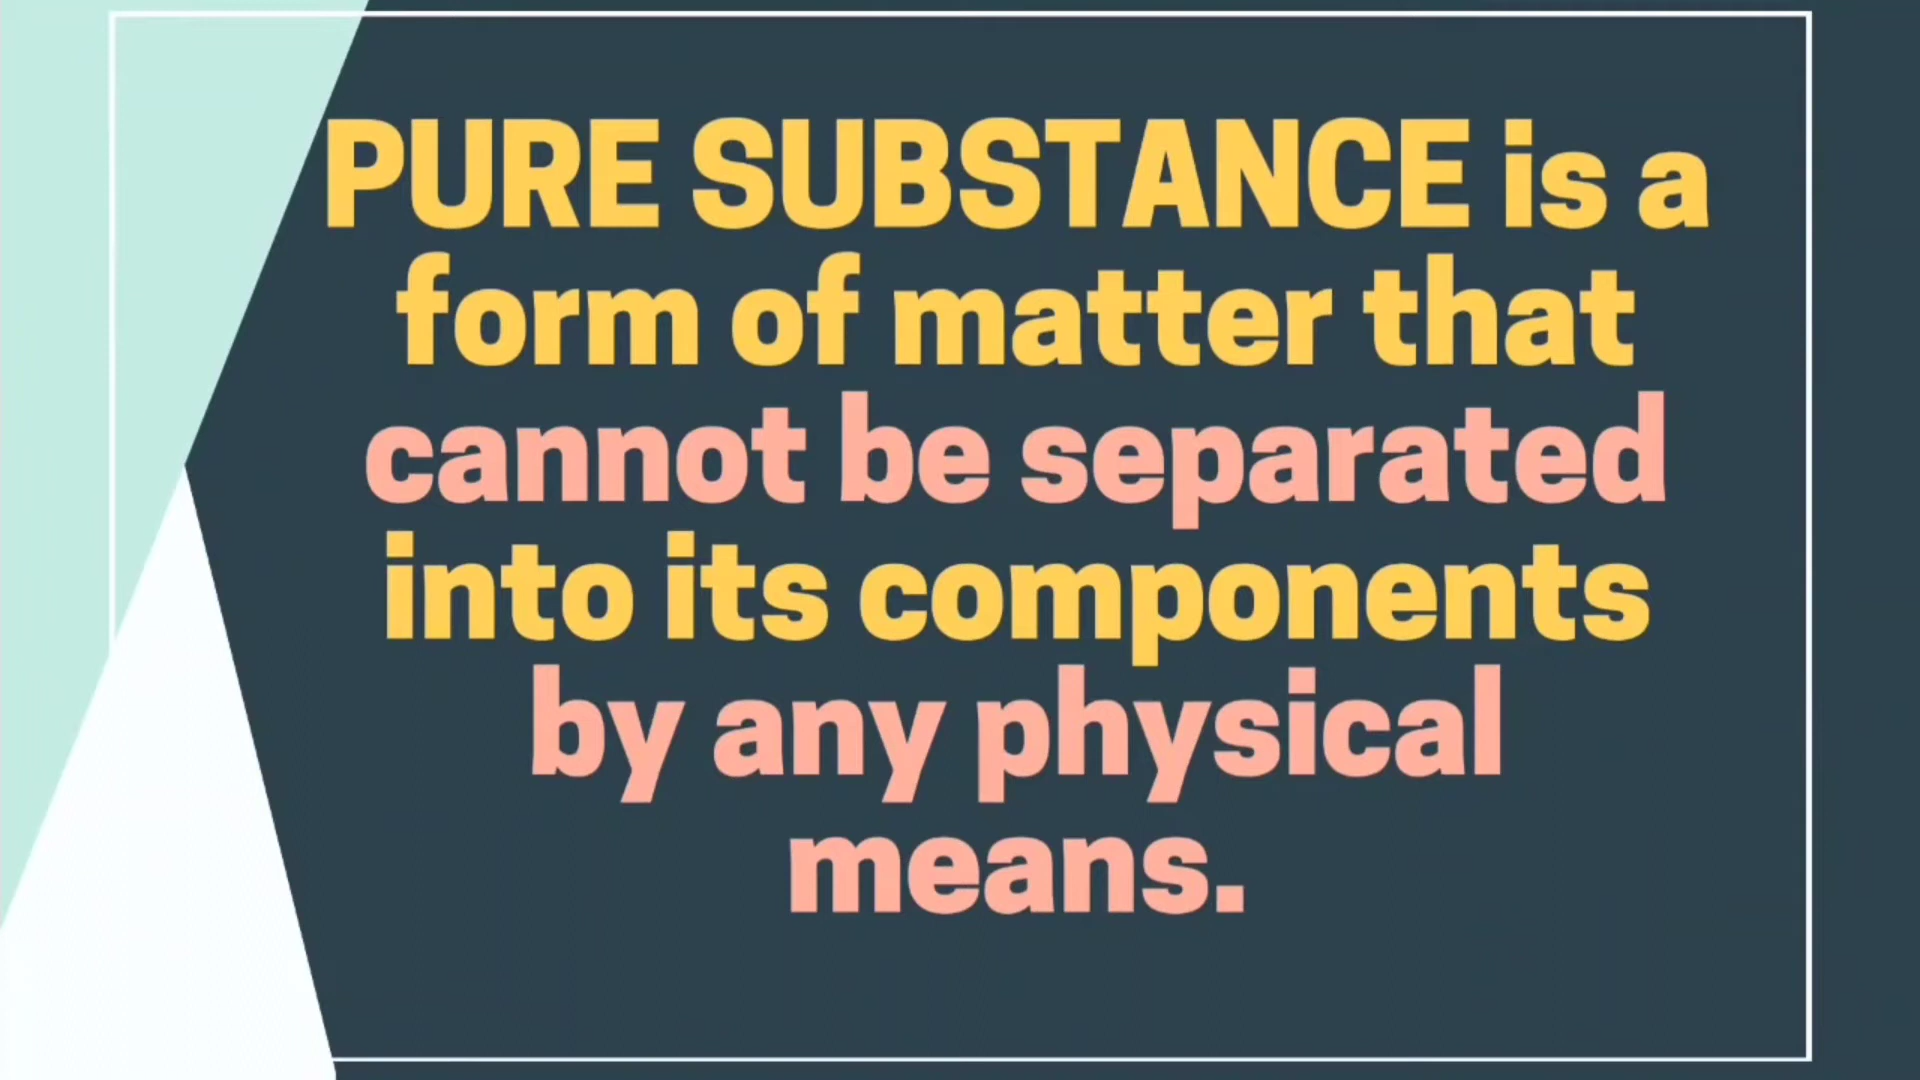 PURE SUBSTANCE is a
form of matter that
cannot be separated
into its components
by any physical
means.